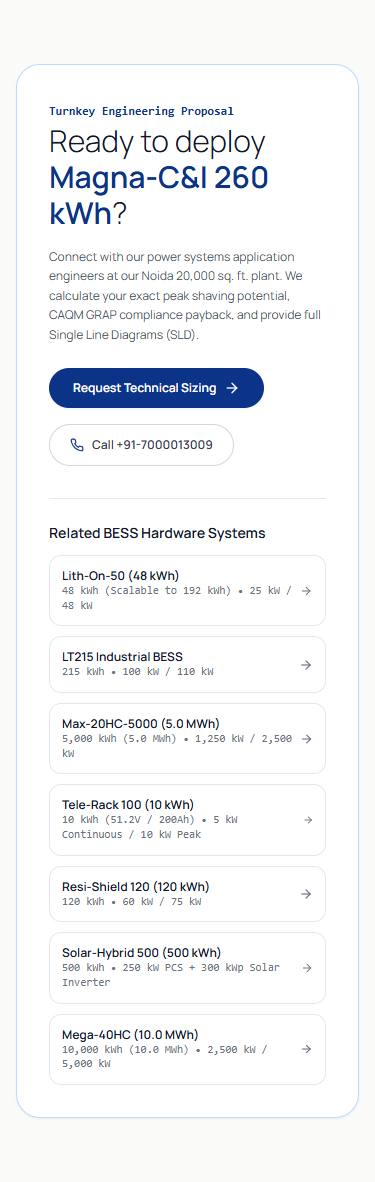 Turnkey Engineering Proposal
Ready to deploy
Magna-C&I 260
kWh?
Connect with our power systems application
engineers at our Noida 20,000 sq. ft. plant. We
calculate your exact peak shaving potential,
CAQM GRAP compliance payback, and provide full
Single Line Diagrams (SLD).
Request Technical Sizing →
Call +91-7000013009
Related BESS Hardware Systems
Lith-On-50 (48 kWh)
48 kWh (Scalable to 192 kWh) • 25 kW / →
48 kW
LT215 Industrial BESS
215 kWh • 100 kW / 110 kW →
Max-20HC-5000 (5.0 MWh)
5,000 kWh (5.0 MWh) • 1,250 kW / 2,500 →
kW
Tele-Rack 100 (10 kWh)
10 kWh (51.2V / 200Ah) • 5 kW →
Continuous / 10 kW Peak
Resi-Shield 120 (120 kWh)
120 kWh • 60 kW / 75 kW →
Solar-Hybrid 500 (500 kWh)
500 kWh • 250 kW PCS + 300 kWp Solar →
Inverter
Mega-40HC (10.0 MWh)
10,000 kWh (10.0 MWh) • 2,500 kW / →
5,000 kW